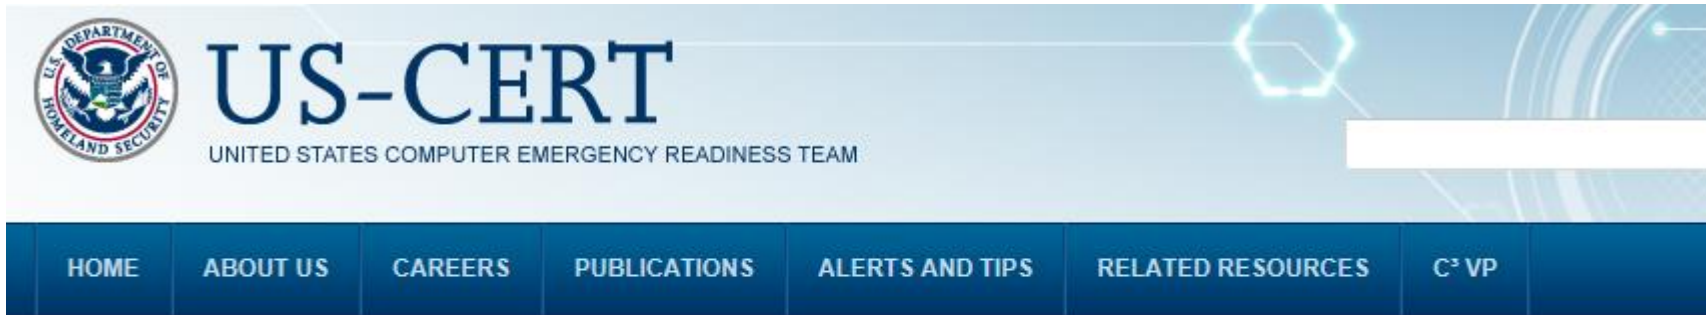 U.S. DEPARTMENT OF
HOMELAND SECURITY
US-CERT
UNITED STATES COMPUTER EMERGENCY READINESS TEAM
HOME ABOUT US CAREERS PUBLICATIONS ALERTS AND TIPS RELATED RESOURCES C³ VP